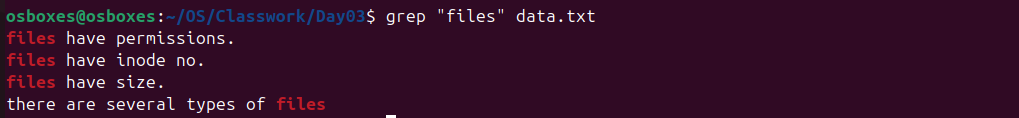 osboxes@osboxes:~/OS/Classwork/Day03$ grep "files" data.txt
files have permissions.
files have inode no.
files have size.
there are several types of files